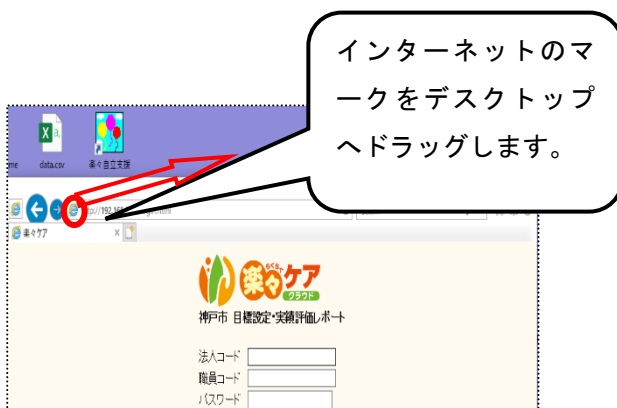 インターネットのマ
ークをデスクトップ
へドラッグします。
data.csv
楽々自立支援
楽々ケア
らくらく
楽々ケア
クラウド
神戸市 目標設定・実績評価レポート
法人コード
職員コード
パスワード